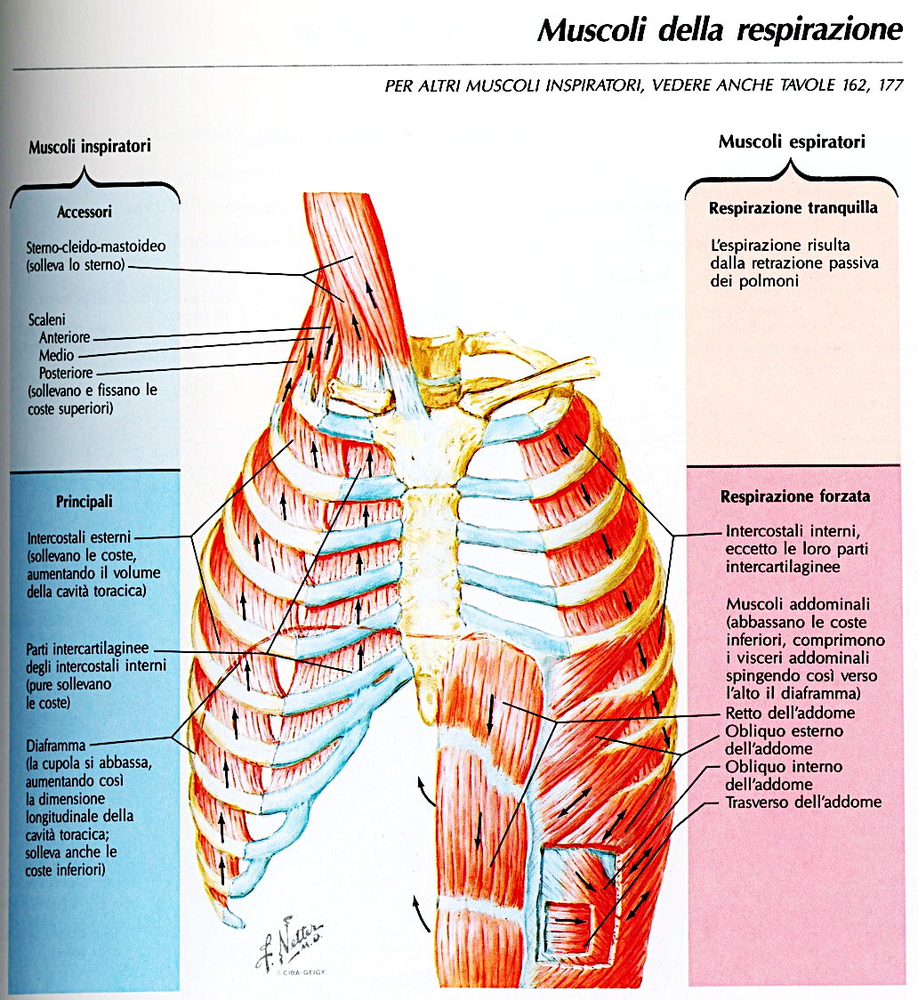 Muscoli della respirazione
PER ALTRI MUSCOLI INSPIRATORI, VEDERE ANCHE TAVOLE 162, 177
Muscoli inspiratori
Accessori
Sterno-cleido-mastoideo
(solleva lo sterno)
Scaleni
Anteriore
Medio
Posteriore
(sollevano e fissano le
coste superiori)
Principali
Intercostali esterni
(sollevano le coste,
aumentando il volume
della cavità toracica)
Parti intercartilaginee
degli intercostali interni
(pure sollevano
le coste)
Diaframma
(la cupola si abbassa,
aumentando così
la dimensione
longitudinale della
cavità toracica;
solleva anche le
coste inferiori)
Muscoli espiratori
Respirazione tranquilla
L'espirazione risulta
dalla retrazione passiva
dei polmoni
Respirazione forzata
Intercostali interni,
eccetto le loro parti
intercartilaginee
Muscoli addominali
(abbassano le coste
inferiori, comprimono
i visceri addominali
spingendo così verso
l'alto il diaframma)
Retto dell'addome
Obliquo esterno
dell'addome
Obliquo interno
dell'addome
Trasverso dell'addome
F. Netter
M.D.
CIBA-GEIGY